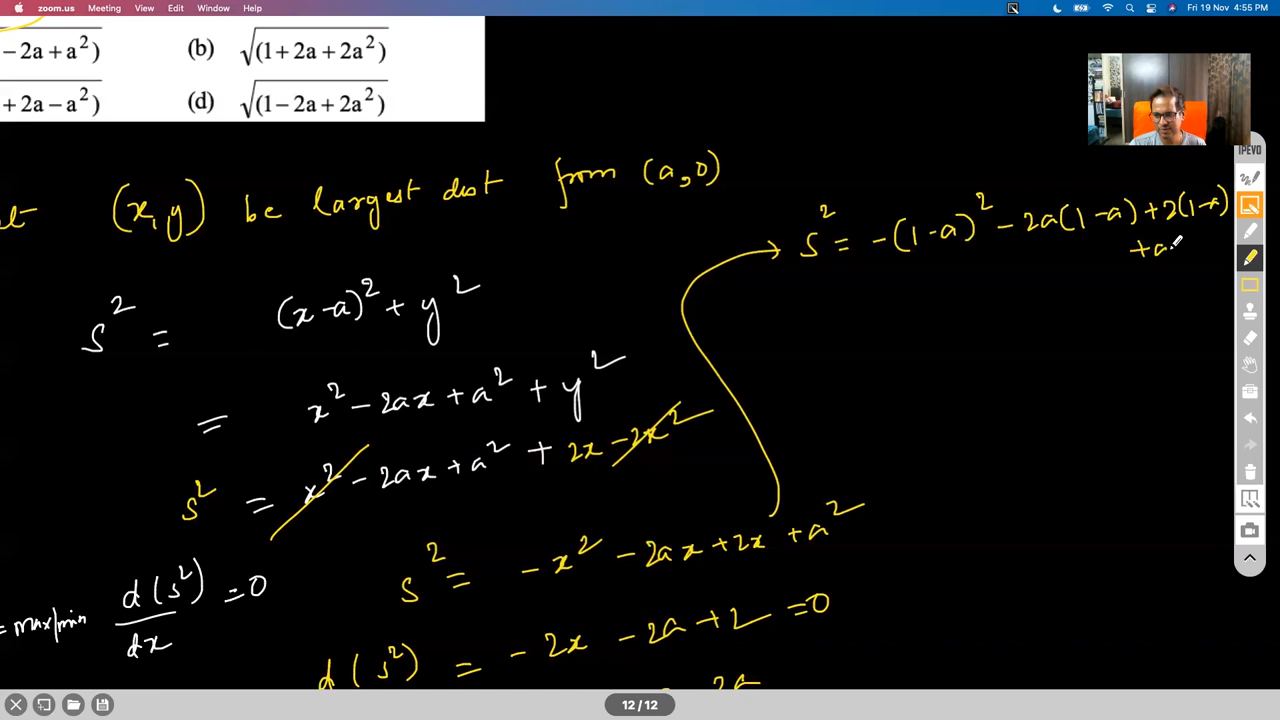 zoom.us Meeting View Edit Window Help Fri 19 Nov 4:55 PM
− 2a + a²) (b) √(1+2a+2a²)
+ 2a − a²) (d) √(1−2a+2a²)
IPEVO
(x, y) be largest dist from (a, 0)
s² = −(1−a)² − 2a(1−a) + 2(1−a)
+a
s² = (x−a)² + y²
= x² − 2ax + a² + y²
s² = x² − 2ax + a² + 2x − 2x²
s² = −x² − 2ax + 2x + a²
= max/min d(s²)/dx = 0
d(s²) = −2x − 2a + 2 = 0
2a
12 / 12